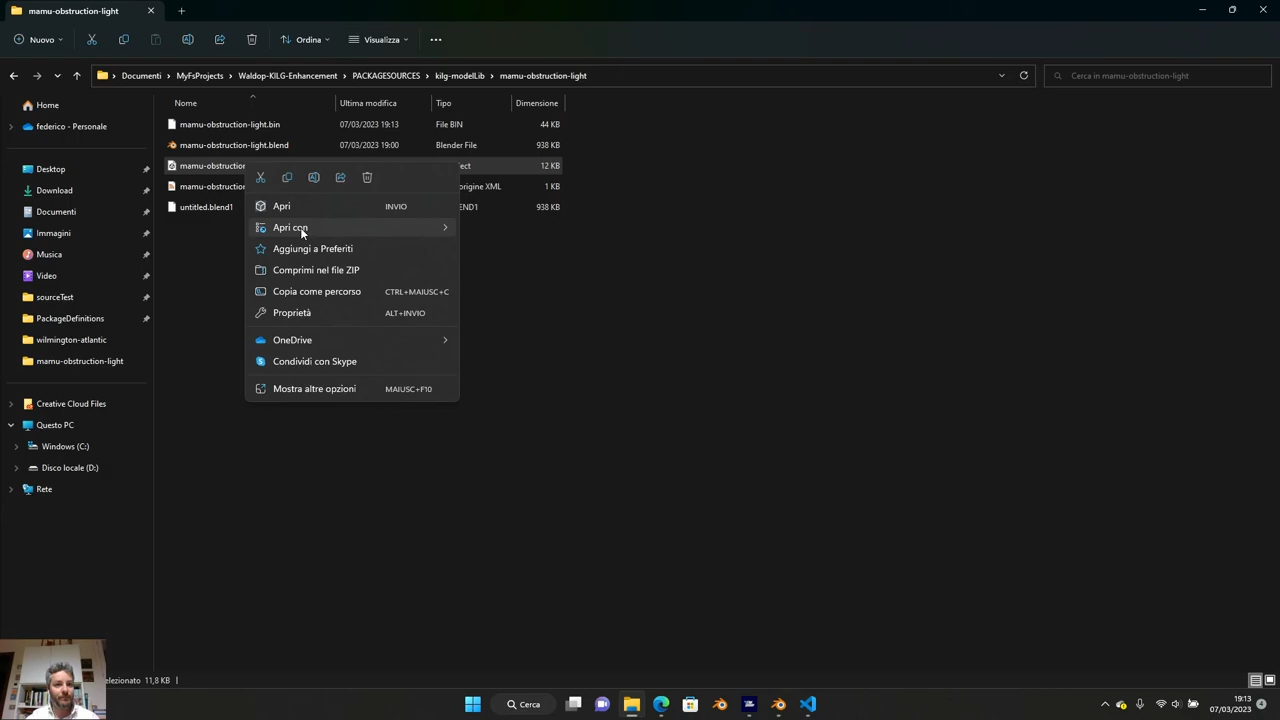 mamu-obstruction-light
Nuovo
Ordina
Visualizza
Documenti > MyFsProjects > Waldop-KILG-Enhancement > PACKAGESOURCES > kilg-modelLib > mamu-obstruction-light
Cerca in mamu-obstruction-light
Home
federico - Personale
Desktop
Download
Documenti
Immagini
Musica
Video
sourceTest
PackageDefinitions
wilmington-atlantic
mamu-obstruction-light
Creative Cloud Files
Questo PC
Windows (C:)
Disco locale (D:)
Rete
Nome Ultima modifica Tipo Dimensione
mamu-obstruction-light.bin 07/03/2023 19:13 File BIN 44 KB
mamu-obstruction-light.blend 07/03/2023 19:00 Blender File 938 KB
mamu-obstruction 12 KB
mamu-obstruction origine XML 1 KB
untitled.blend1 END1 938 KB
Apri INVIO
Apri con
Aggiungi a Preferiti
Comprimi nel file ZIP
Copia come percorso CTRL+MAIUSC+C
Proprietà ALT+INVIO
OneDrive
Condividi con Skype
Mostra altre opzioni MAIUSC+F10
elezionato 11,8 KB
Cerca
19:13
07/03/2023